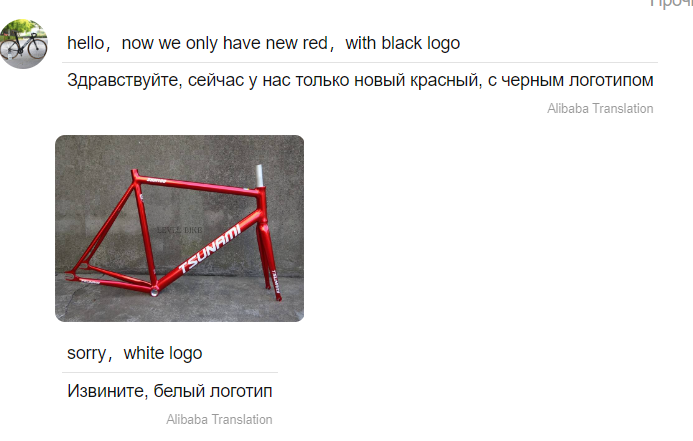 hello，now we only have new red，with black logo
Здравствуйте, сейчас у нас только новый красный, с черным логотипом
Alibaba Translation
TSUNAMI
TSUNAMI
sorry，white logo
Извините, белый логотип
Alibaba Translation